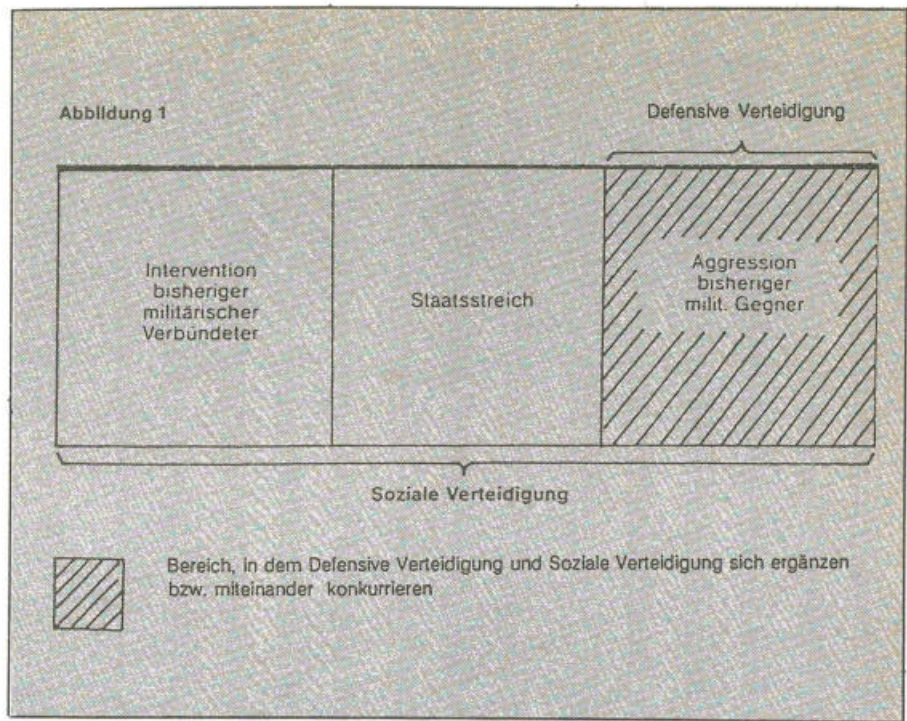 Abbildung 1
Defensive Verteidigung
Intervention
bisheriger
militärischer
Verbündeter
Staatsstreich
Aggression
bisheriger
milit. Gegner
Soziale Verteidigung
Bereich, in dem Defensive Verteidigung und Soziale Verteidigung sich ergänzen
bzw. miteinander konkurrieren